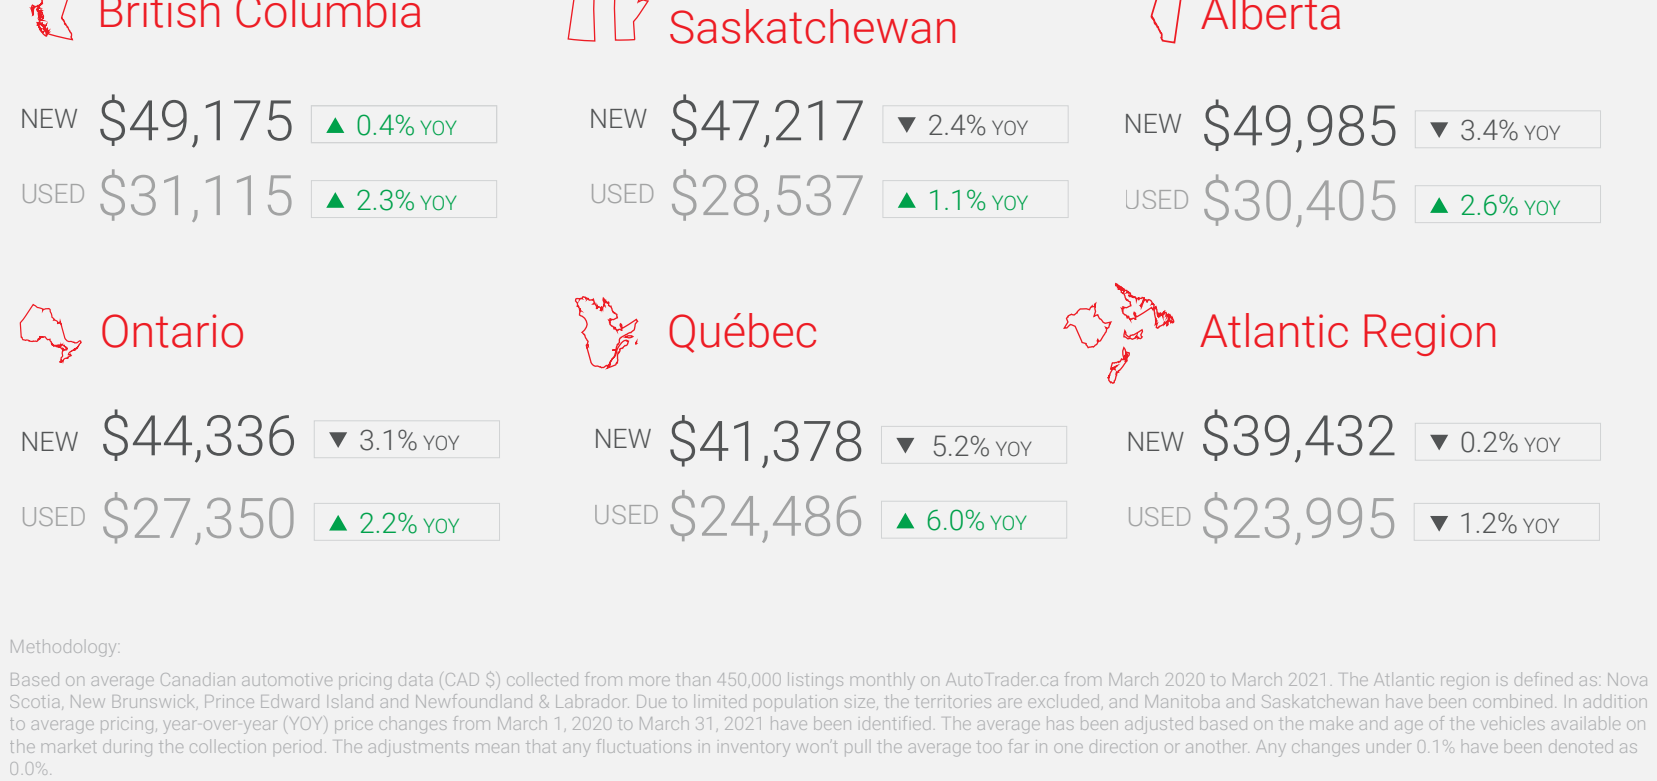 British Columbia
Saskatchewan
Alberta
NEW $49,175 ▲ 0.4% YOY
USED $31,115 ▲ 2.3% YOY
NEW $47,217 ▼ 2.4% YOY
USED $28,537 ▲ 1.1% YOY
NEW $49,985 ▼ 3.4% YOY
USED $30,405 ▲ 2.6% YOY
Ontario
NEW $44,336 ▼ 3.1% YOY
USED $27,350 ▲ 2.2% YOY
Québec
NEW $41,378 ▼ 5.2% YOY
USED $24,486 ▲ 6.0% YOY
Atlantic Region
NEW $39,432 ▼ 0.2% YOY
USED $23,995 ▼ 1.2% YOY
Methodology:
Based on average Canadian automotive pricing data (CAD $) collected from more than 450,000 listings monthly on AutoTrader.ca from March 2020 to March 2021. The Atlantic region is defined as: Nova
Scotia, New Brunswick, Prince Edward Island and Newfoundland & Labrador. Due to limited population size, the territories are excluded, and Manitoba and Saskatchewan have been combined. In addition
to average pricing, year-over-year (YOY) price changes from March 1, 2020 to March 31, 2021 have been identified. The average has been adjusted based on the make and age of the vehicles available on
the market during the collection period. The adjustments mean that any fluctuations in inventory won't pull the average too far in one direction or another. Any changes under 0.1% have been denoted as
0.0%.